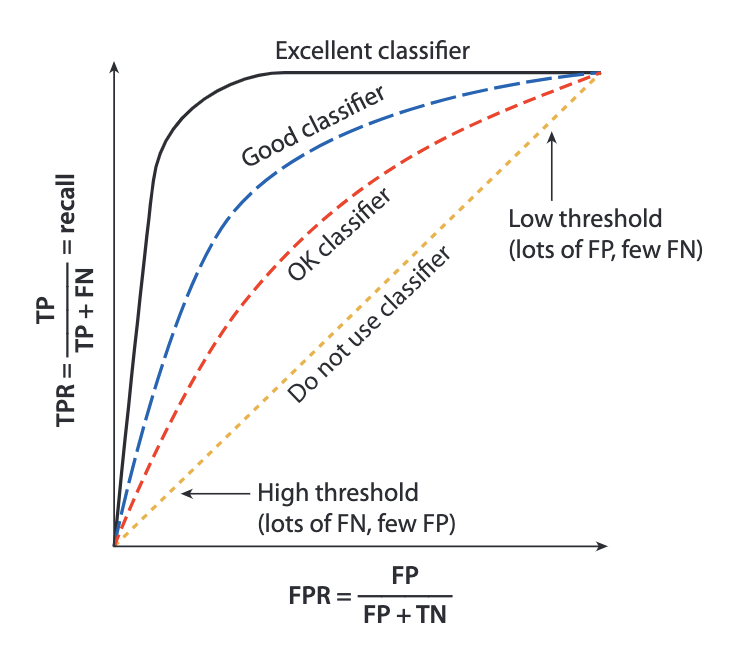 Excellent classifier
Good classifier
OK classifier
Do not use classifier
Low threshold
(lots of FP, few FN)
High threshold
(lots of FN, few FP)
TPR = TP / TP + FN = recall
FPR = FP / FP + TN